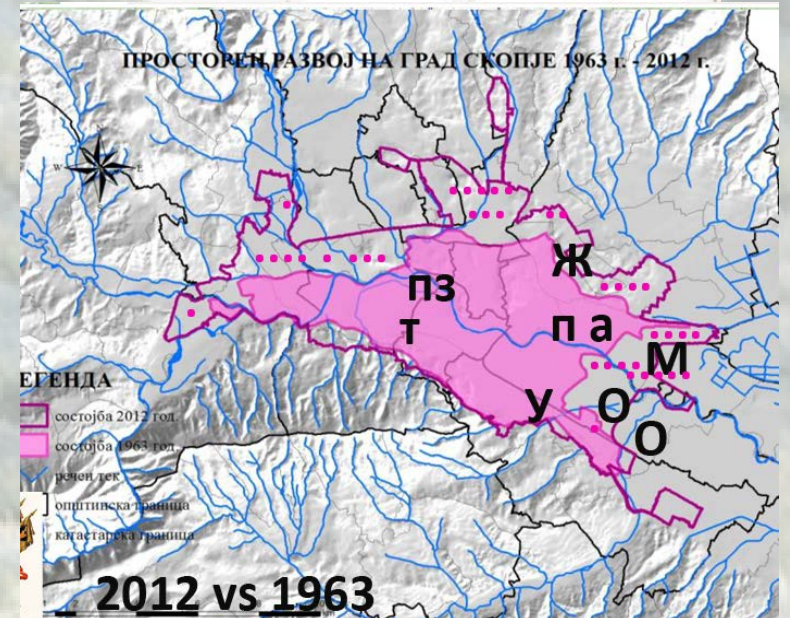 ПРОСТОРЕН РАЗВОЈ НА ГРАД СКОПЈЕ 1963 г. - 2012 г.
W E
Ж
пз
т
п а
М
У О
О
ЕГЕНДА
состојба 2012 год.
состојба 1963 год.
речен тек
општинска граница
катастарска граница
2012 vs 1963